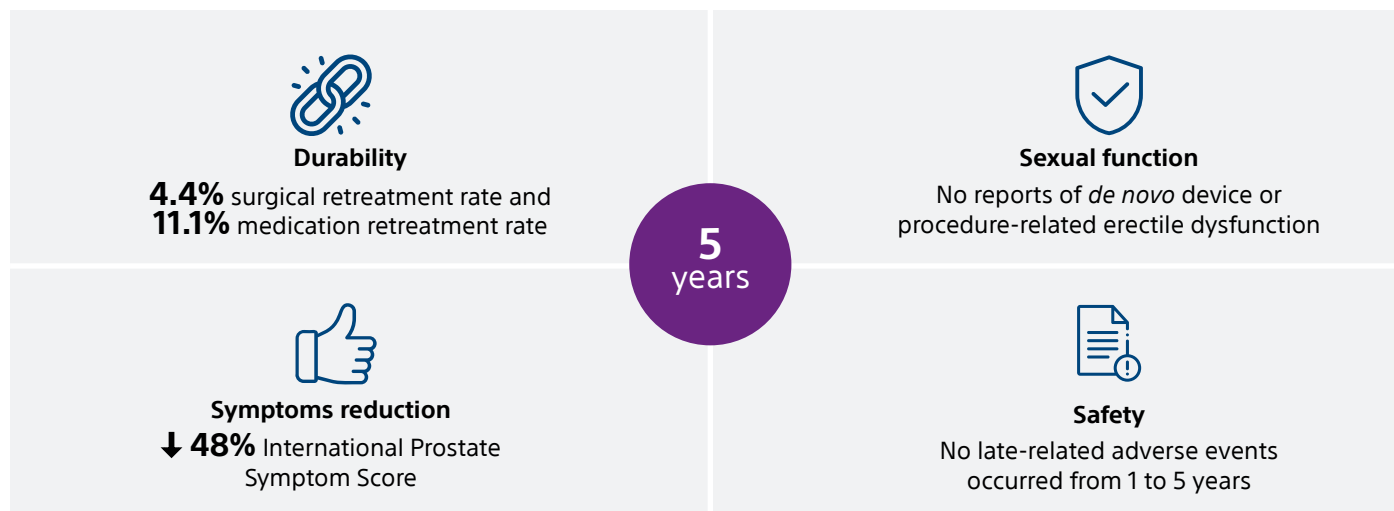 Durability
4.4% surgical retreatment rate and
11.1% medication retreatment rate
Sexual function
No reports of de novo device or
procedure-related erectile dysfunction
5
years
Symptoms reduction
↓ 48% International Prostate
Symptom Score
Safety
No late-related adverse events
occurred from 1 to 5 years